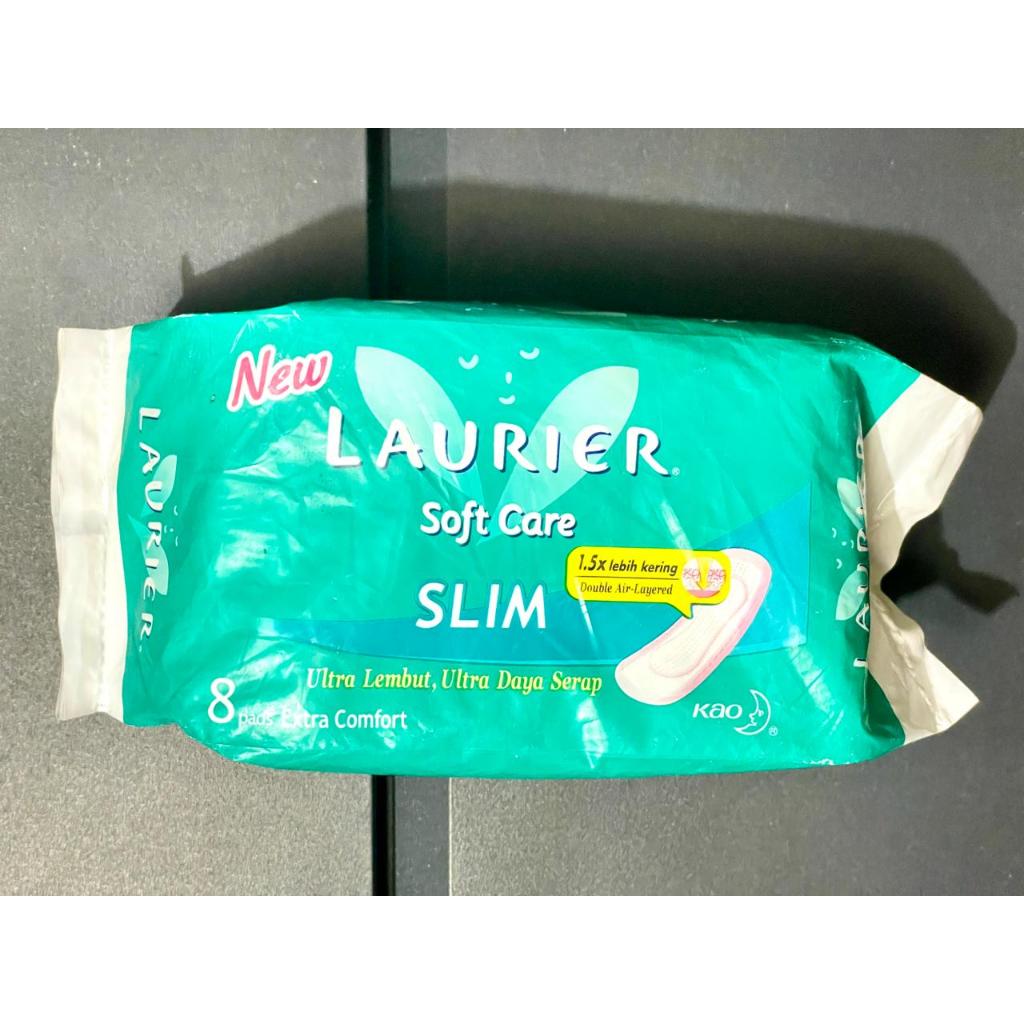 New
LAURIER®
Soft Care
SLIM
1.5x lebih kering
Double Air-Layered
Ultra Lembut, Ultra Daya Serap
8 pads Extra Comfort
Kao®
LAURIER
LAURIER